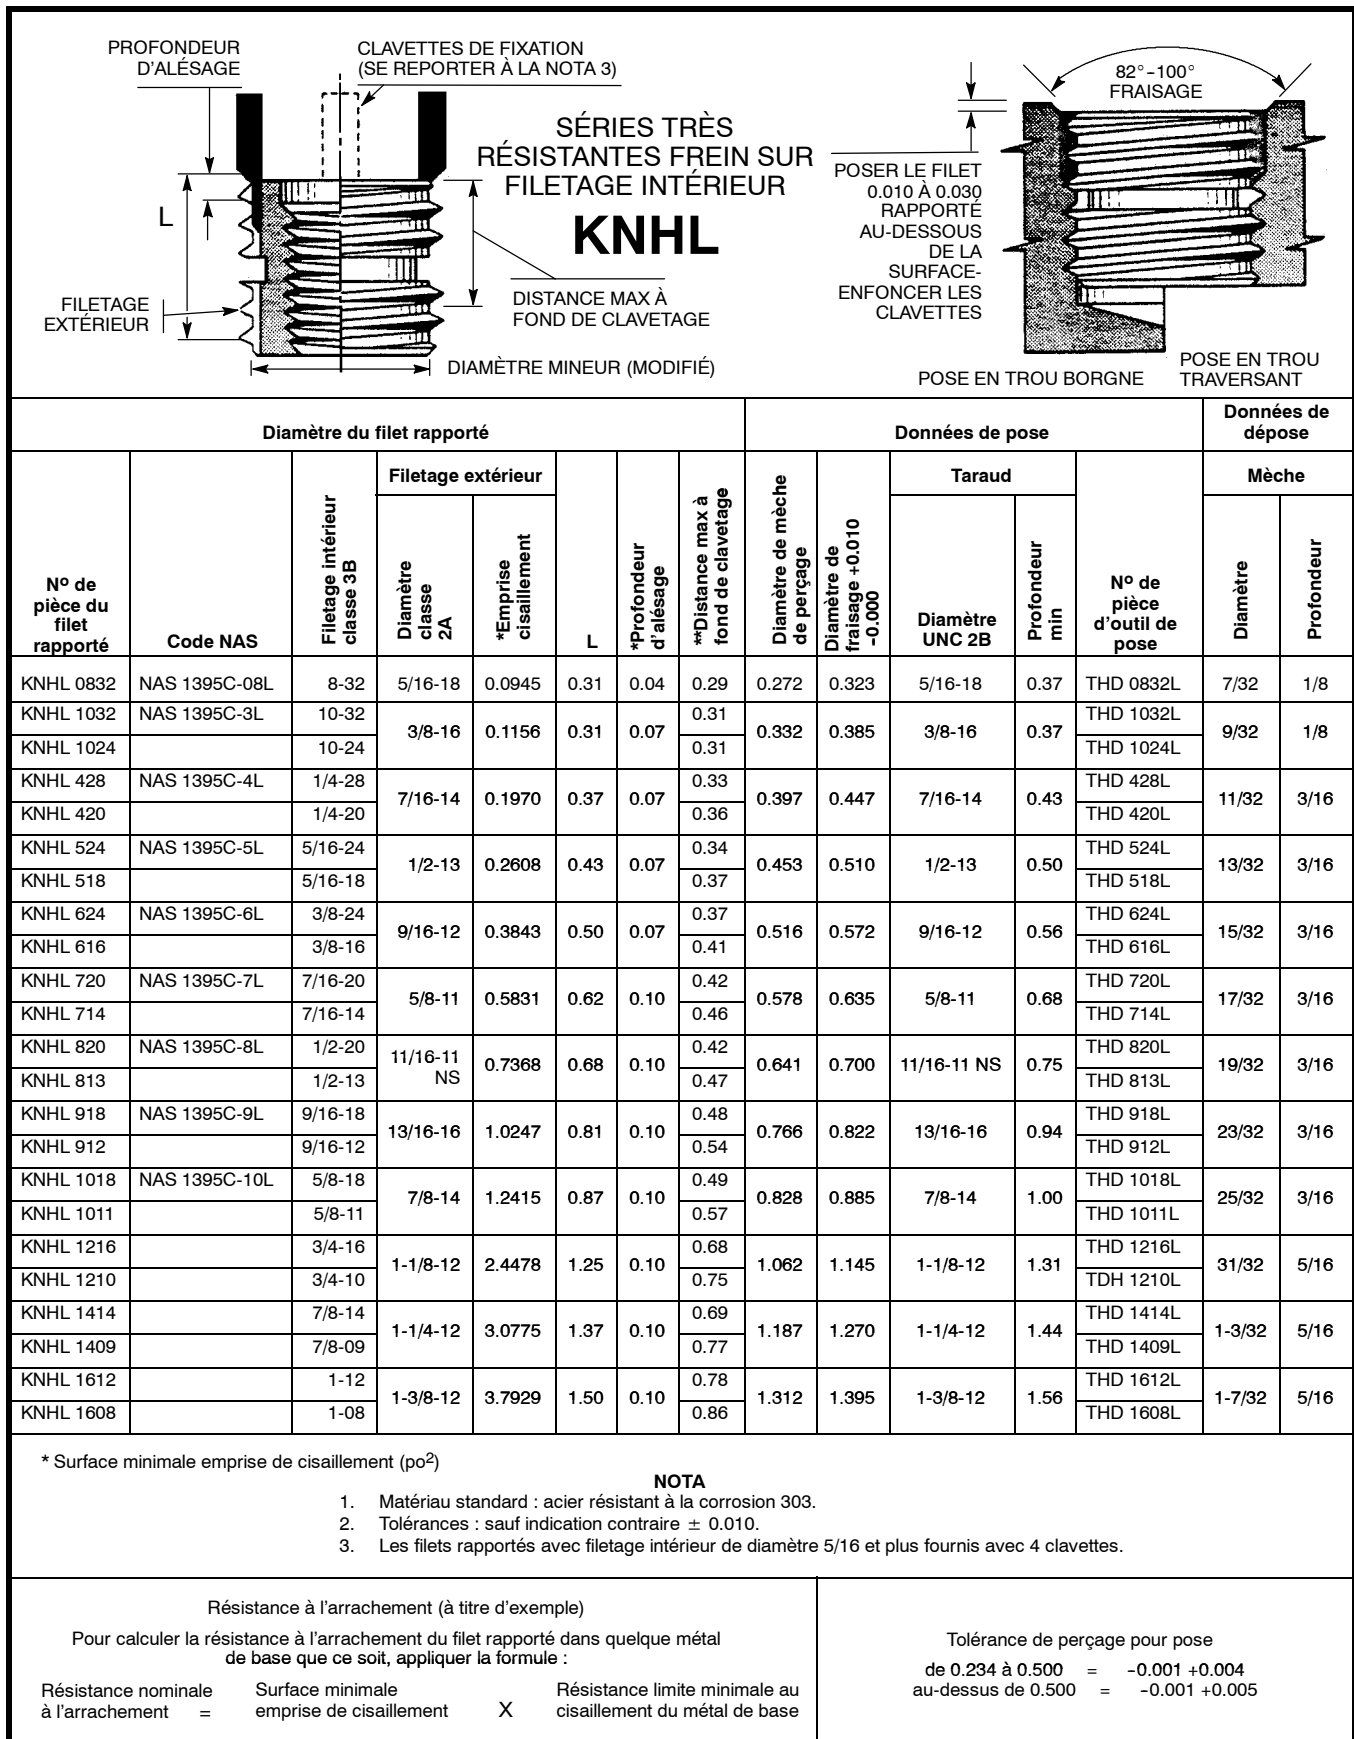 PROFONDEUR
D'ALÉSAGE
CLAVETTES DE FIXATION
(SE REPORTER À LA NOTA 3)
SÉRIES TRÈS
RÉSISTANTES FREIN SUR
FILETAGE INTÉRIEUR
KNHL
L
FILETAGE
EXTÉRIEUR
DISTANCE MAX À
FOND DE CLAVETAGE
DIAMÈTRE MINEUR (MODIFIÉ)
82°-100°
FRAISAGE
POSER LE FILET
0.010 À 0.030
RAPPORTÉ
AU-DESSOUS
DE LA
SURFACE-
ENFONCER LES
CLAVETTES
POSE EN TROU BORGNE
POSE EN TROU
TRAVERSANT
Diamètre du filet rapporté
Données de pose
Données de
dépose
Filetage extérieur
Taraud
Mèche
Nº de
pièce du
filet
rapporté
Code NAS
Filetage intérieur
classe 3B
Diamètre
classe
2A
*Emprise
cisaillement
L
*Profondeur
d'alésage
**Distance max à
fond de clavetage
Diamètre de mèche
de perçage
Diamètre de
fraisage +0.010
-0.000
Diamètre
UNC 2B
Profondeur
min
Nº de
pièce
d'outil de
pose
Diamètre
Profondeur
KNHL 0832 NAS 1395C-08L 8-32 5/16-18 0.0945 0.31 0.04 0.29 0.272 0.323 5/16-18 0.37 THD 0832L 7/32 1/8
KNHL 1032 NAS 1395C-3L 10-32 3/8-16 0.1156 0.31 0.07 0.31 0.332 0.385 3/8-16 0.37 THD 1032L 9/32 1/8
KNHL 1024 10-24 0.31 THD 1024L
KNHL 428 NAS 1395C-4L 1/4-28 7/16-14 0.1970 0.37 0.07 0.33 0.397 0.447 7/16-14 0.43 THD 428L 11/32 3/16
KNHL 420 1/4-20 0.36 THD 420L
KNHL 524 NAS 1395C-5L 5/16-24 1/2-13 0.2608 0.43 0.07 0.34 0.453 0.510 1/2-13 0.50 THD 524L 13/32 3/16
KNHL 518 5/16-18 0.37 THD 518L
KNHL 624 NAS 1395C-6L 3/8-24 9/16-12 0.3843 0.50 0.07 0.37 0.516 0.572 9/16-12 0.56 THD 624L 15/32 3/16
KNHL 616 3/8-16 0.41 THD 616L
KNHL 720 NAS 1395C-7L 7/16-20 5/8-11 0.5831 0.62 0.10 0.42 0.578 0.635 5/8-11 0.68 THD 720L 17/32 3/16
KNHL 714 7/16-14 0.46 THD 714L
KNHL 820 NAS 1395C-8L 1/2-20 11/16-11 NS 0.7368 0.68 0.10 0.42 0.641 0.700 11/16-11 NS 0.75 THD 820L 19/32 3/16
KNHL 813 1/2-13 0.47 THD 813L
KNHL 918 NAS 1395C-9L 9/16-18 13/16-16 1.0247 0.81 0.10 0.48 0.766 0.822 13/16-16 0.94 THD 918L 23/32 3/16
KNHL 912 9/16-12 0.54 THD 912L
KNHL 1018 NAS 1395C-10L 5/8-18 7/8-14 1.2415 0.87 0.10 0.49 0.828 0.885 7/8-14 1.00 THD 1018L 25/32 3/16
KNHL 1011 5/8-11 0.57 THD 1011L
KNHL 1216 3/4-16 1-1/8-12 2.4478 1.25 0.10 0.68 1.062 1.145 1-1/8-12 1.31 THD 1216L 31/32 5/16
KNHL 1210 3/4-10 0.75 TDH 1210L
KNHL 1414 7/8-14 1-1/4-12 3.0775 1.37 0.10 0.69 1.187 1.270 1-1/4-12 1.44 THD 1414L 1-3/32 5/16
KNHL 1409 7/8-09 0.77 THD 1409L
KNHL 1612 1-12 1-3/8-12 3.7929 1.50 0.10 0.78 1.312 1.395 1-3/8-12 1.56 THD 1612L 1-7/32 5/16
KNHL 1608 1-08 0.86 THD 1608L
* Surface minimale emprise de cisaillement (po²)
NOTA
1. Matériau standard : acier résistant à la corrosion 303.
2. Tolérances : sauf indication contraire ± 0.010.
3. Les filets rapportés avec filetage intérieur de diamètre 5/16 et plus fournis avec 4 clavettes.
Résistance à l'arrachement (à titre d'exemple)
Pour calculer la résistance à l'arrachement du filet rapporté dans quelque métal
de base que ce soit, appliquer la formule :
Résistance nominale Surface minimale Résistance limite minimale au
à l'arrachement = emprise de cisaillement X cisaillement du métal de base
Tolérance de perçage pour pose
de 0.234 à 0.500 = -0.001 +0.004
au-dessus de 0.500 = -0.001 +0.005